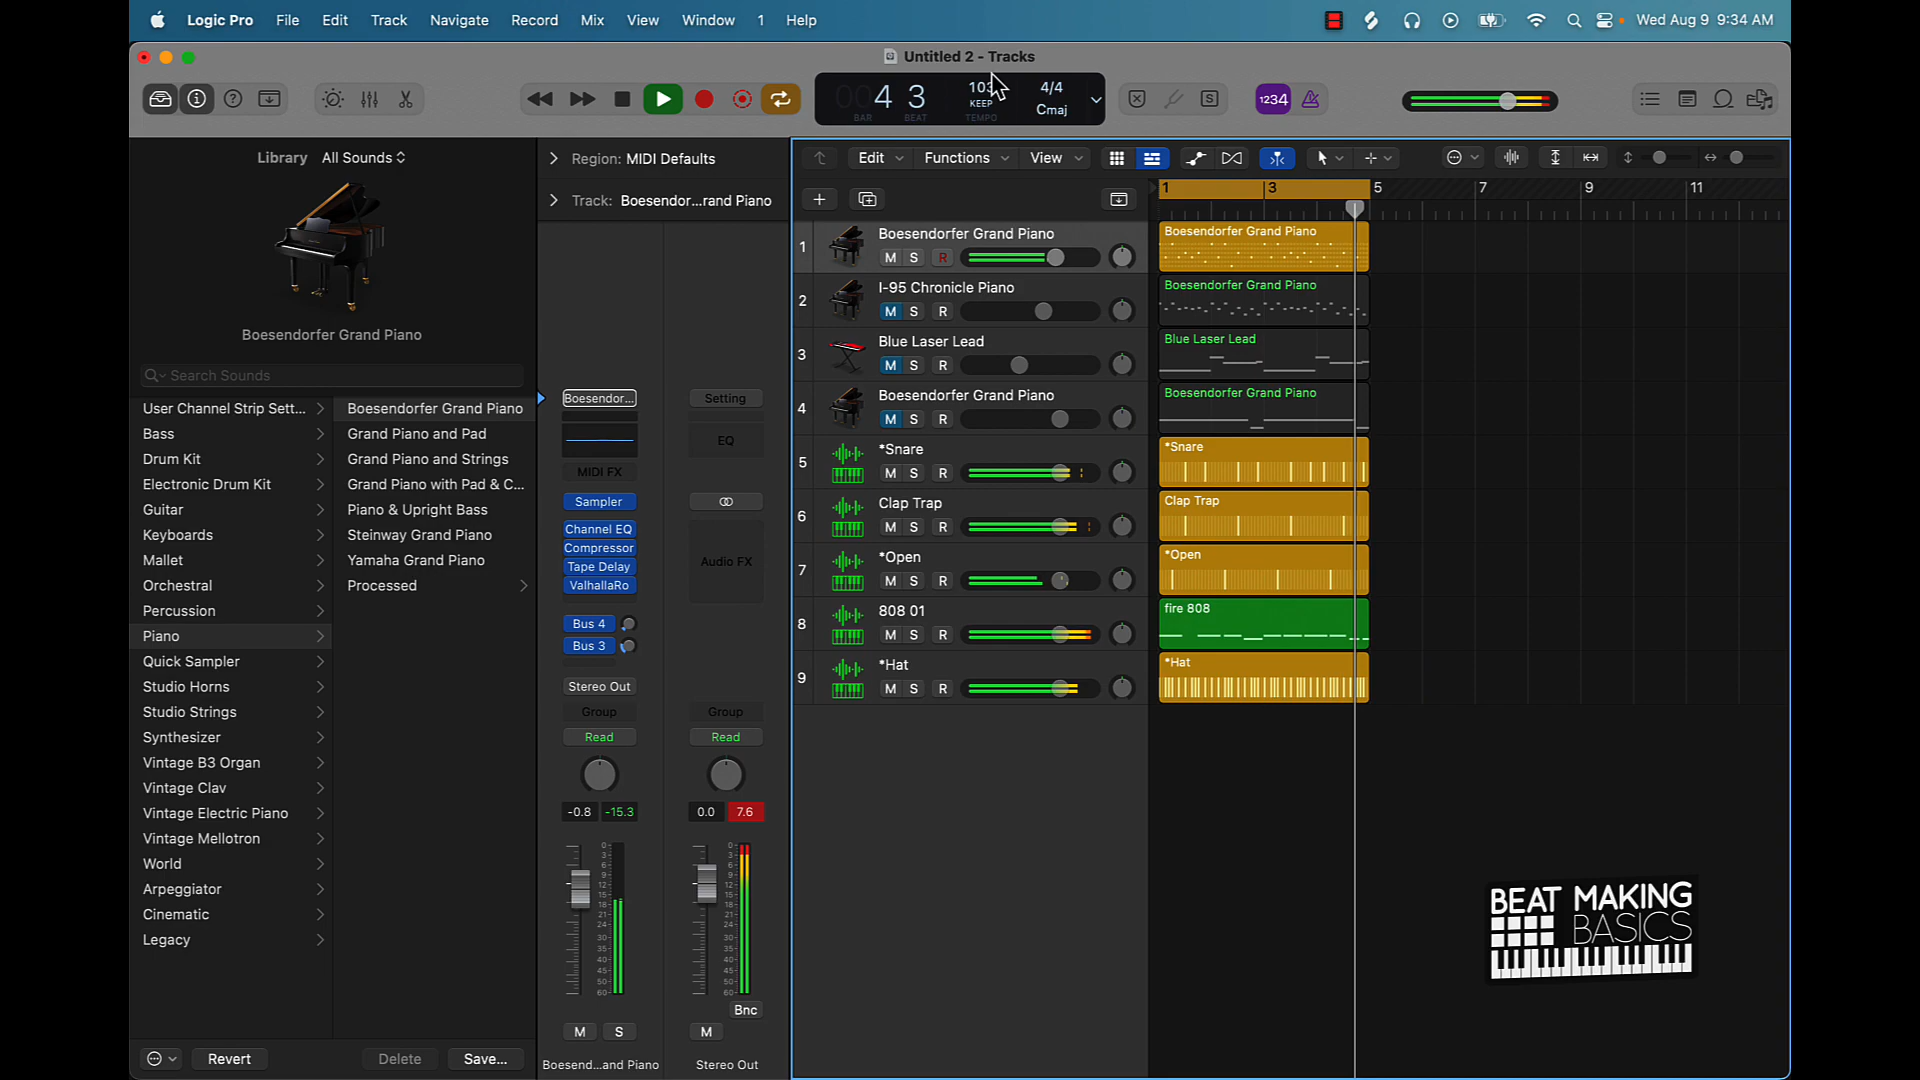 Logic Pro File Edit Track Navigate Record Mix View Window 1 Help
Wed Aug 9 9:34 AM
Untitled 2 - Tracks
4 3
BAR BEAT
KEEP
TEMPO
4/4
Cmaj
1234
S
Library All Sounds
Boesendorfer Grand Piano
Search Sounds
User Channel Strip Sett...
Bass
Drum Kit
Electronic Drum Kit
Guitar
Keyboards
Mallet
Orchestral
Percussion
Piano
Quick Sampler
Studio Horns
Studio Strings
Synthesizer
Vintage B3 Organ
Vintage Clav
Vintage Electric Piano
Vintage Mellotron
World
Arpeggiator
Cinematic
Legacy
Boesendorfer Grand Piano
Grand Piano and Pad
Grand Piano and Strings
Grand Piano with Pad & C...
Piano & Upright Bass
Steinway Grand Piano
Yamaha Grand Piano
Processed
Revert Delete Save...
Region: MIDI Defaults
Track: Boesendor...rand Piano
Boesendor...
MIDI FX
Sampler
Channel EQ
Compressor
Tape Delay
ValhallaRo
Bus 4
Bus 3
Stereo Out
Group
Read
-0.8 -15.3
M S
Boesend...and Piano
Setting
EQ
Audio FX
Group
Read
0.0 7.6
Bnc
M
Stereo Out
Edit Functions View
1 3 5 7 9 11
1 Boesendorfer Grand Piano
M S R
2 I-95 Chronicle Piano
M S R
3 Blue Laser Lead
M S R
4 Boesendorfer Grand Piano
M S R
5 *Snare
M S R
6 Clap Trap
M S R
7 *Open
M S R
8 808 01
M S R
9 *Hat
M S R
Boesendorfer Grand Piano
Boesendorfer Grand Piano
Blue Laser Lead
Boesendorfer Grand Piano
*Snare
Clap Trap
*Open
fire 808
*Hat
BEAT MAKING
BASICS